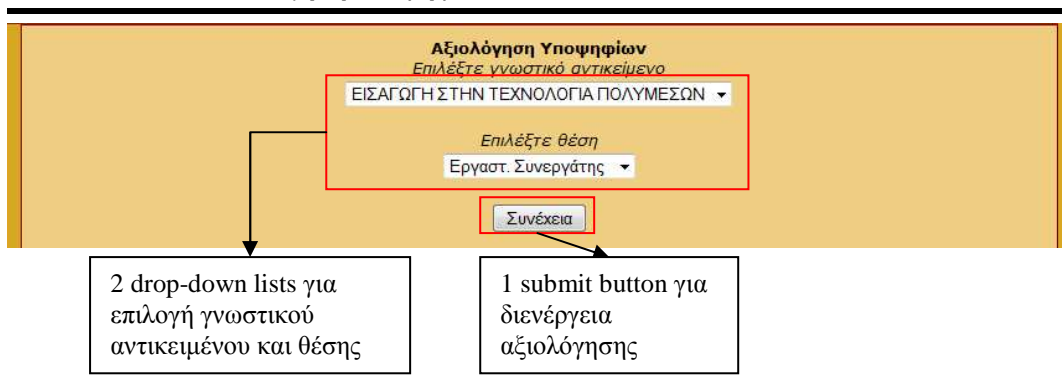 Αξιολόγηση Υποψηφίων
Επιλέξτε γνωστικό αντικείμενο
ΕΙΣΑΓΩΓΗ ΣΤΗΝ ΤΕΧΝΟΛΟΓΙΑ ΠΟΛΥΜΕΣΩΝ
Επιλέξτε θέση
Εργαστ. Συνεργάτης
Συνέχεια
2 drop-down lists για
επιλογή γνωστικού
αντικειμένου και θέσης
1 submit button για
διενέργεια
αξιολόγησης